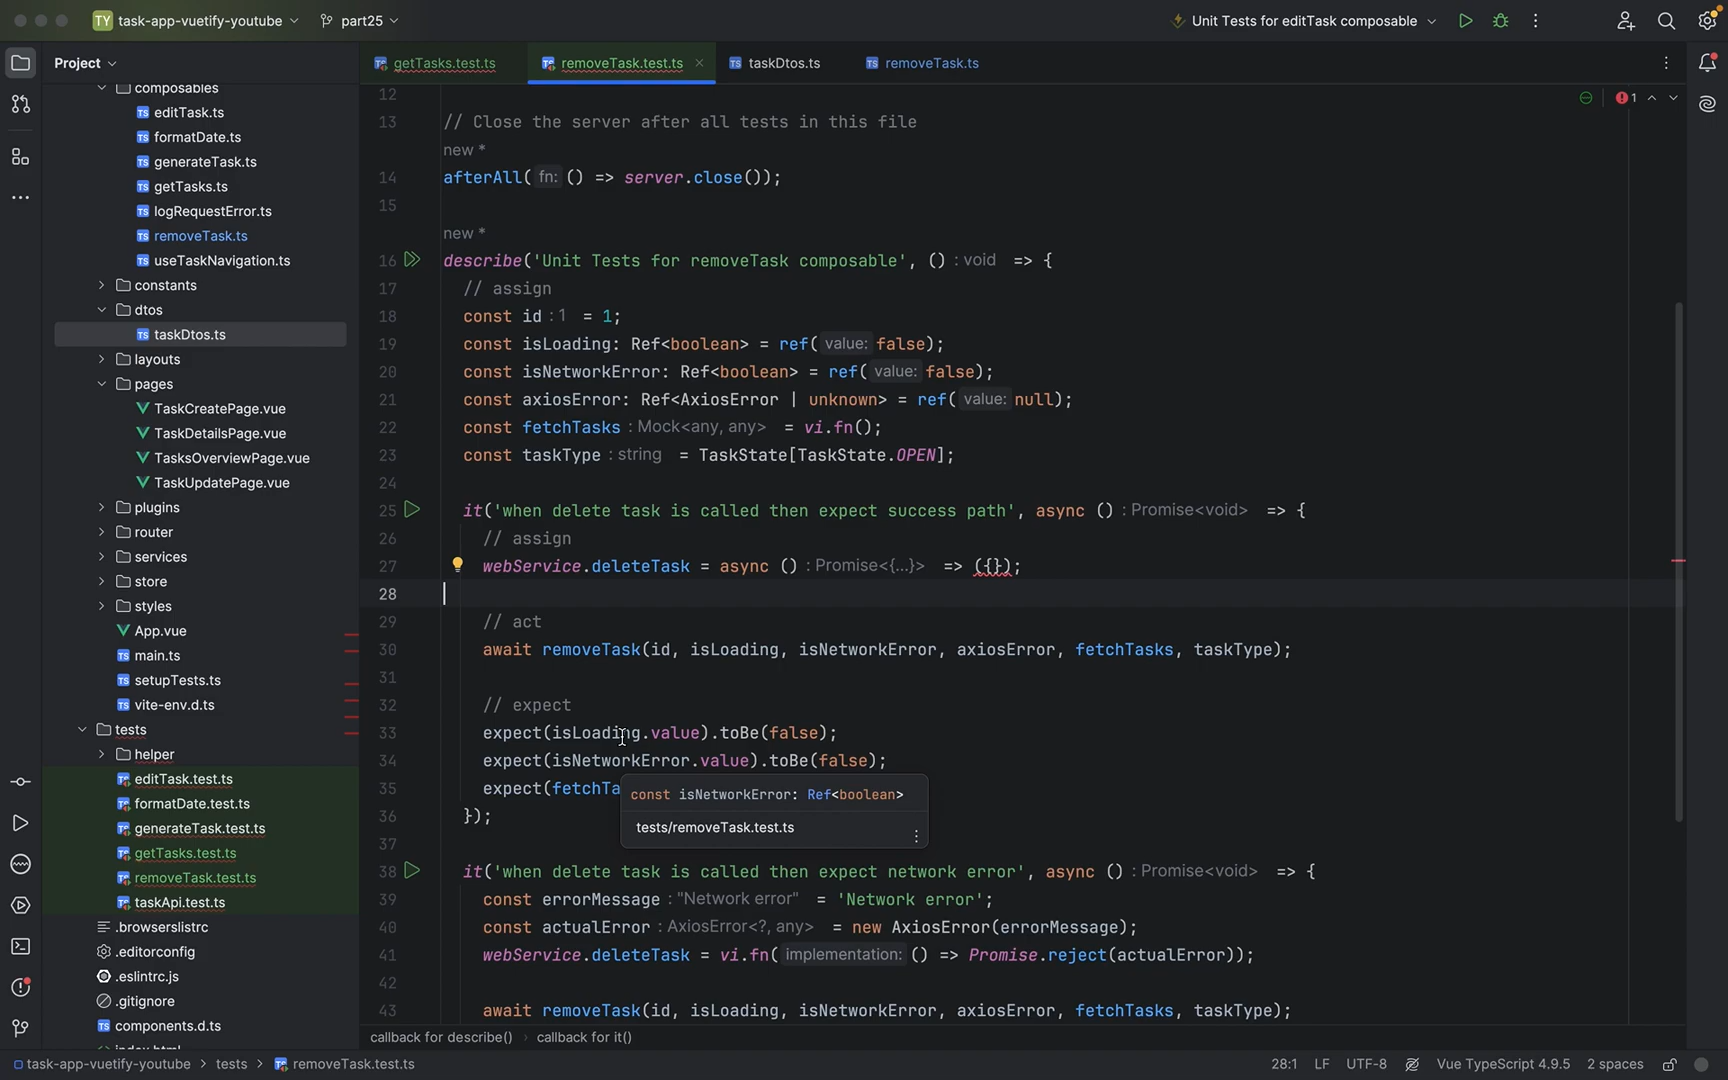 TY task-app-vuetify-youtube part25 Unit Tests for editTask composable
Project
composables
editTask.ts
formatDate.ts
generateTask.ts
getTasks.ts
logRequestError.ts
removeTask.ts
useTaskNavigation.ts
constants
dtos
taskDtos.ts
layouts
pages
TaskCreatePage.vue
TaskDetailsPage.vue
TasksOverviewPage.vue
TaskUpdatePage.vue
plugins
router
services
store
styles
App.vue
main.ts
setupTests.ts
vite-env.d.ts
tests
helper
editTask.test.ts
formatDate.test.ts
generateTask.test.ts
getTasks.test.ts
removeTask.test.ts
taskApi.test.ts
.browserslistrc
.editorconfig
.eslintrc.js
.gitignore
components.d.ts
index.html
getTasks.test.ts removeTask.test.ts taskDtos.ts removeTask.ts
1
12
13 // Close the server after all tests in this file
new *
14 afterAll( fn: () => server.close());
15
new *
16 describe('Unit Tests for removeTask composable', () : void => {
17 // assign
18 const id : 1 = 1;
19 const isLoading: Ref<boolean> = ref( value: false);
20 const isNetworkError: Ref<boolean> = ref( value: false);
21 const axiosError: Ref<AxiosError | unknown> = ref( value: null);
22 const fetchTasks : Mock<any, any> = vi.fn();
23 const taskType : string = TaskState[TaskState.OPEN];
24
25 it('when delete task is called then expect success path', async () : Promise<void> => {
26 // assign
27 webService.deleteTask = async () : Promise<{...}> => ({});
28
29 // act
30 await removeTask(id, isLoading, isNetworkError, axiosError, fetchTasks, taskType);
31
32 // expect
33 expect(isLoading.value).toBe(false);
34 expect(isNetworkError.value).toBe(false);
35 expect(fetchTa
const isNetworkError: Ref<boolean>
tests/removeTask.test.ts
36 });
37
38 it('when delete task is called then expect network error', async () : Promise<void> => {
39 const errorMessage : "Network error" = 'Network error';
40 const actualError : AxiosError<?, any> = new AxiosError(errorMessage);
41 webService.deleteTask = vi.fn( implementation: () => Promise.reject(actualError));
42
43 await removeTask(id, isLoading, isNetworkError, axiosError, fetchTasks, taskType);
callback for describe() › callback for it()
task-app-vuetify-youtube > tests > removeTask.test.ts 28:1 LF UTF-8 Vue TypeScript 4.9.5 2 spaces